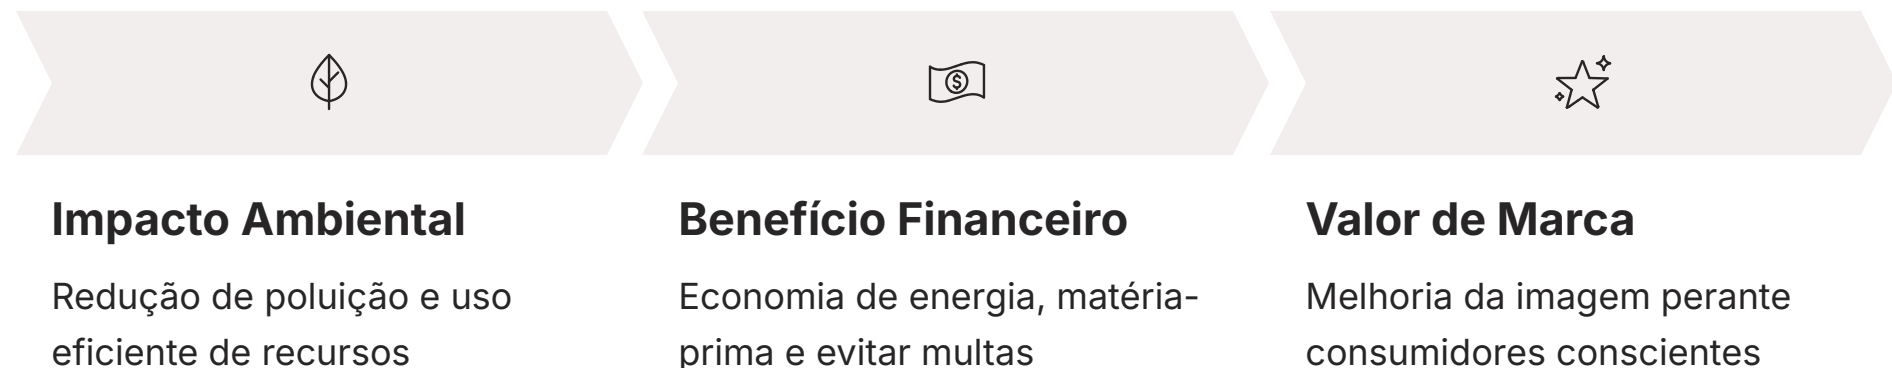 Impacto Ambiental
Redução de poluição e uso
eficiente de recursos
Benefício Financeiro
Economia de energia, matéria-
prima e evitar multas
Valor de Marca
Melhoria da imagem perante
consumidores conscientes